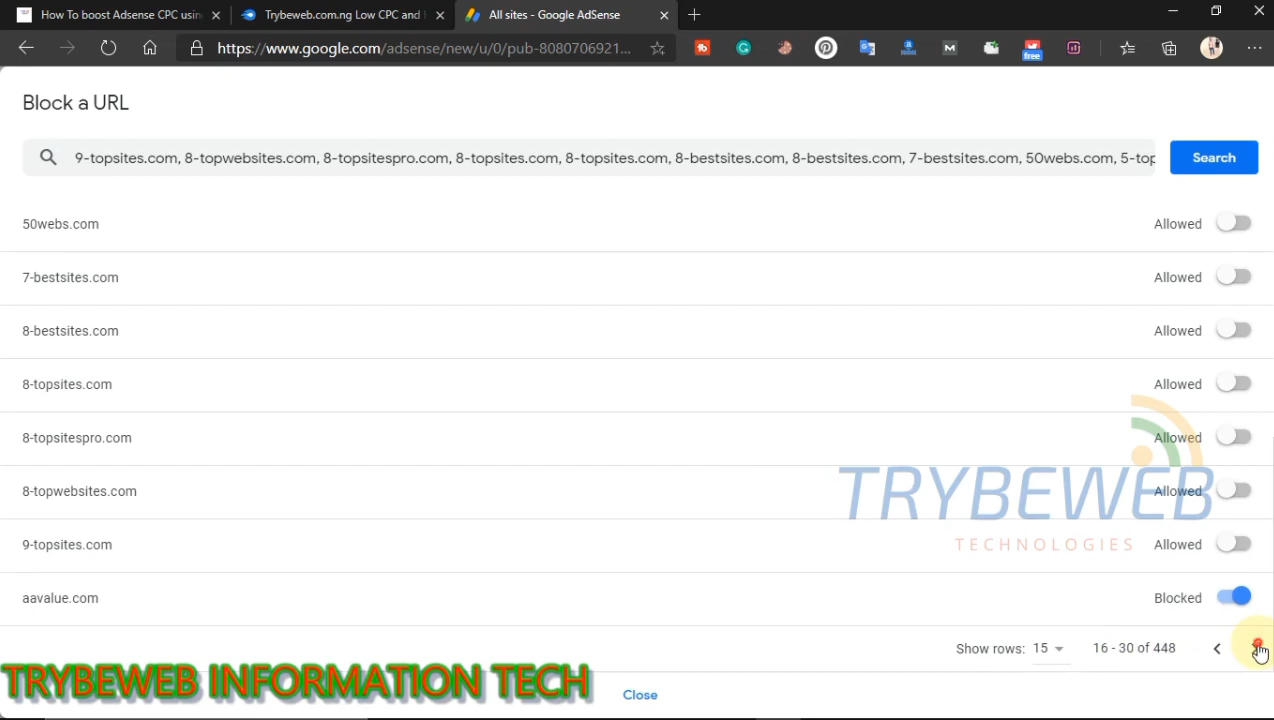 How To boost Adsense CPC usin
Trybeweb.com.ng Low CPC and
All sites - Google AdSense
https://www.google.com/adsense/new/u/0/pub-8080706921...
free
Block a URL
9-topsites.com, 8-topwebsites.com, 8-topsitespro.com, 8-topsites.com, 8-topsites.com, 8-bestsites.com, 8-bestsites.com, 7-bestsites.com, 50webs.com, 5-top
Search
50webs.com Allowed
7-bestsites.com Allowed
8-bestsites.com Allowed
8-topsites.com Allowed
8-topsitespro.com Allowed
8-topwebsites.com Allowed
TRYBEWEB
TECHNOLOGIES
9-topsites.com Allowed
aavalue.com Blocked
Show rows: 15 16 - 30 of 448
TRYBEWEB INFORMATION TECH
Close